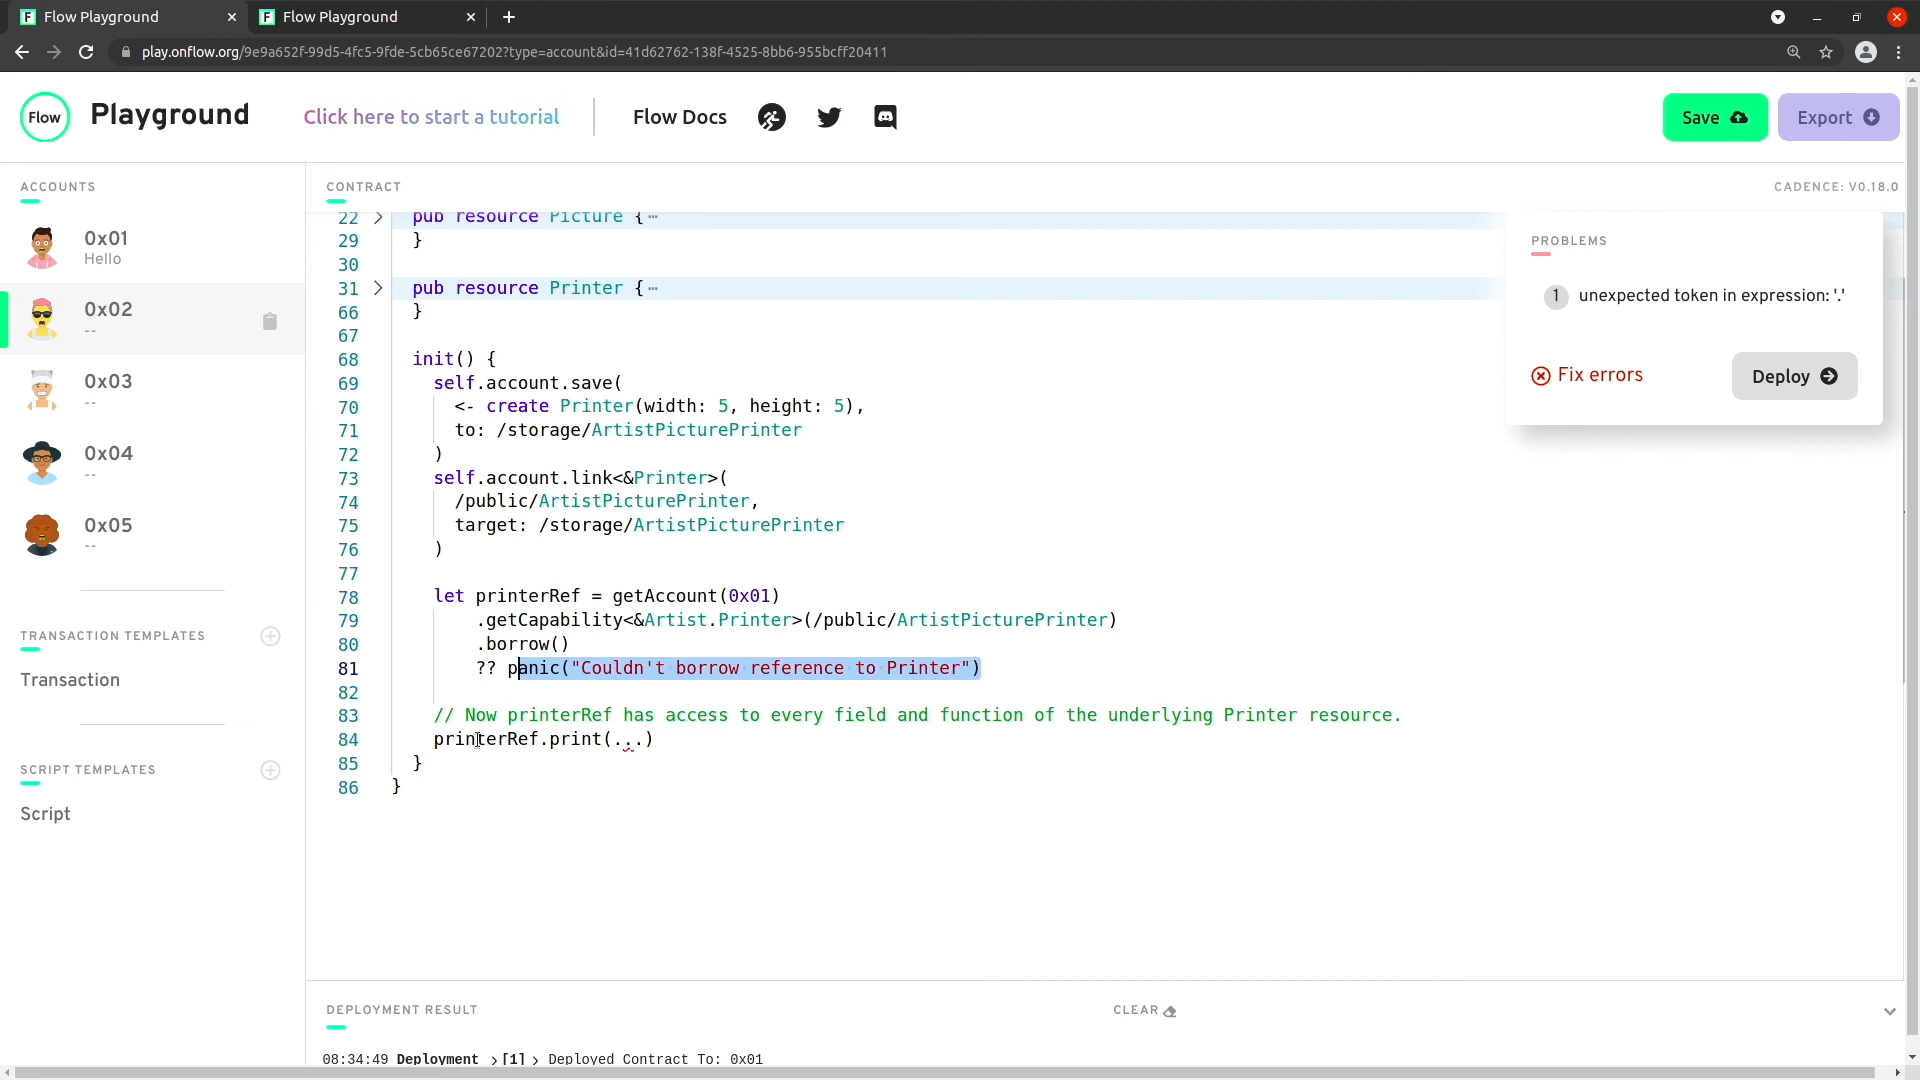 Flow Playground
Flow Playground
play.onflow.org/9e9a652f-99d5-4fc5-9fde-5cb65ce67202?type=account&id=41d62762-138f-4525-8bb6-955bcff20411
Flow Playground
Click here to start a tutorial
Flow Docs
Save
Export
ACCOUNTS
0x01
Hello
0x02
--
0x03
--
0x04
--
0x05
--
TRANSACTION TEMPLATES
Transaction
SCRIPT TEMPLATES
Script
CONTRACT
CADENCE: V0.18.0
22 pub resource Picture {
29 }
30
31 pub resource Printer {
66 }
67
68 init() {
69 self.account.save(
70 <- create Printer(width: 5, height: 5),
71 to: /storage/ArtistPicturePrinter
72 )
73 self.account.link<&Printer>(
74 /public/ArtistPicturePrinter,
75 target: /storage/ArtistPicturePrinter
76 )
77
78 let printerRef = getAccount(0x01)
79 .getCapability<&Artist.Printer>(/public/ArtistPicturePrinter)
80 .borrow()
81 ?? panic("Couldn't borrow reference to Printer")
82
83 // Now printerRef has access to every field and function of the underlying Printer resource.
84 printerRef.print(...)
85 }
86 }
PROBLEMS
1 unexpected token in expression: '.'
Fix errors
Deploy
DEPLOYMENT RESULT
CLEAR
08:34:49 Deployment >[1]> Deployed Contract To: 0x01